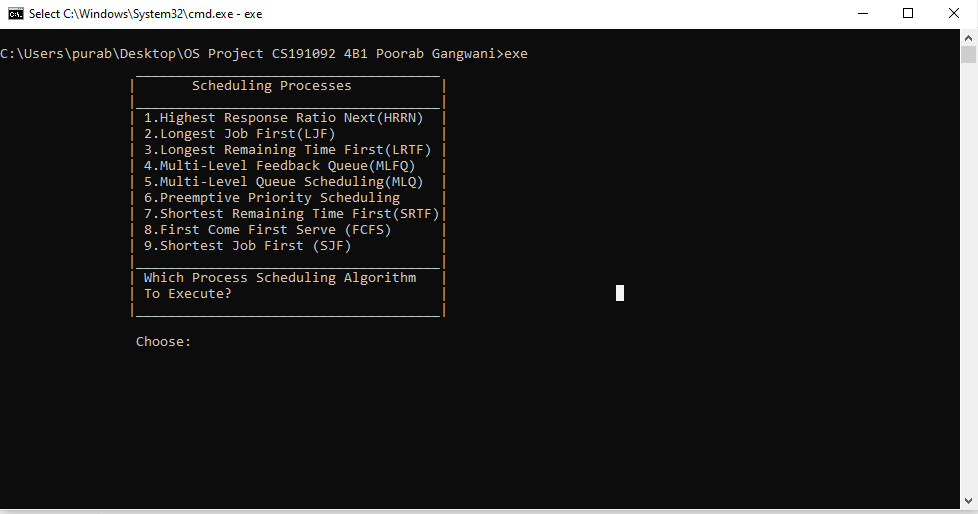 Select C:\Windows\System32\cmd.exe - exe
C:\Users\purab\Desktop\OS Project CS191092 4B1 Poorab Gangwani>exe
Scheduling Processes
1.Highest Response Ratio Next(HRRN)
2.Longest Job First(LJF)
3.Longest Remaining Time First(LRTF)
4.Multi-Level Feedback Queue(MLFQ)
5.Multi-Level Queue Scheduling(MLQ)
6.Preemptive Priority Scheduling
7.Shortest Remaining Time First(SRTF)
8.First Come First Serve (FCFS)
9.Shortest Job First (SJF)
Which Process Scheduling Algorithm
To Execute?
Choose: